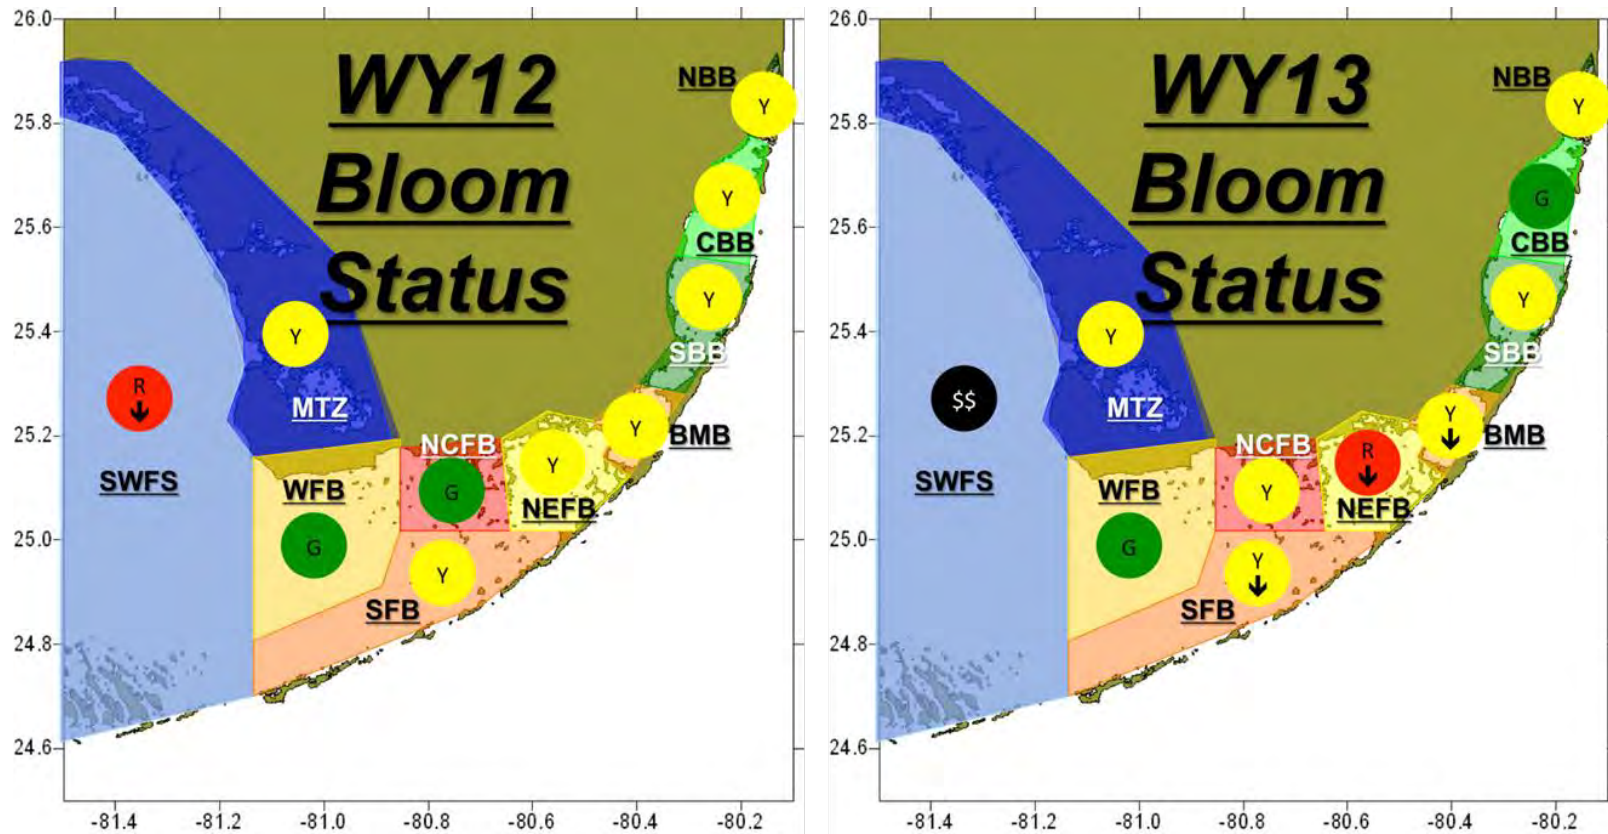 26.0
25.8
25.6
25.4
25.2
25.0
24.8
24.6
-81.4 -81.2 -81.0 -80.8 -80.6 -80.4 -80.2
WY12
Bloom
Status
NBB
Y
Y
CBB
Y
SBB
Y
MTZ
R
SWFS
Y
BMB
NCFB
G
Y
NEFB
WFB
G
Y
SFB
26.0
25.8
25.6
25.4
25.2
25.0
24.8
24.6
-81.4 -81.2 -81.0 -80.8 -80.6 -80.4 -80.2
WY13
Bloom
Status
NBB
Y
G
CBB
Y
SBB
Y
MTZ
$$
SWFS
Y
BMB
NCFB
Y
R
NEFB
WFB
G
Y
SFB